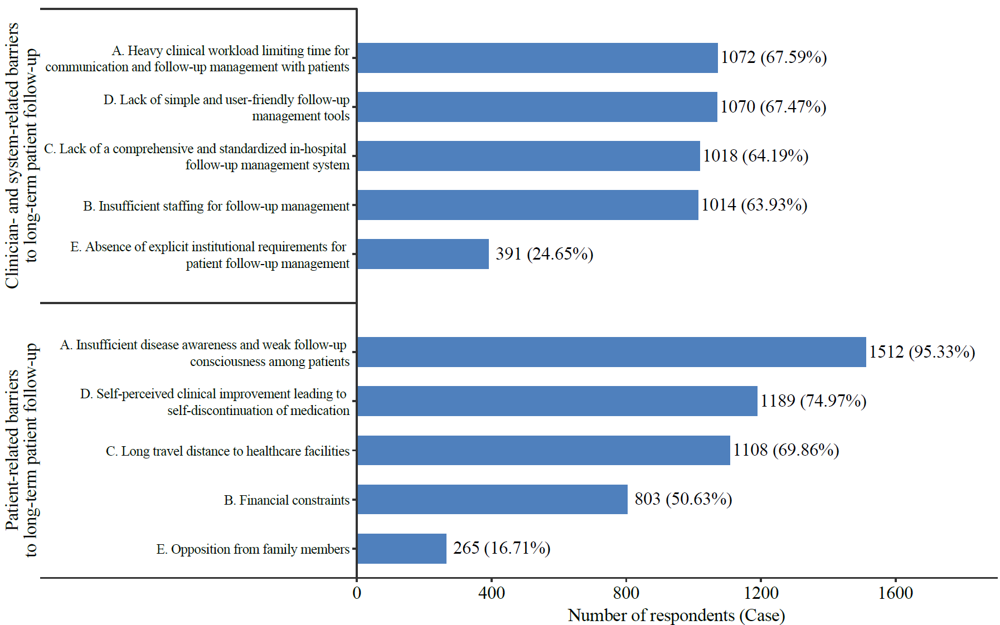 Clinician- and system-related barriers
to long-term patient follow-up
A. Heavy clinical workload limiting time for
communication and follow-up management with patients
1072 (67.59%)
D. Lack of simple and user-friendly follow-up
management tools
1070 (67.47%)
C. Lack of a comprehensive and standardized in-hospital
follow-up management system
1018 (64.19%)
B. Insufficient staffing for follow-up management
1014 (63.93%)
E. Absence of explicit institutional requirements for
patient follow-up management
391 (24.65%)
Patient-related barriers
to long-term patient follow-up
A. Insufficient disease awareness and weak follow-up
consciousness among patients
1512 (95.33%)
D. Self-perceived clinical improvement leading to
self-discontinuation of medication
1189 (74.97%)
C. Long travel distance to healthcare facilities
1108 (69.86%)
B. Financial constraints
803 (50.63%)
E. Opposition from family members
265 (16.71%)
0 400 800 1200 1600
Number of respondents (Case)